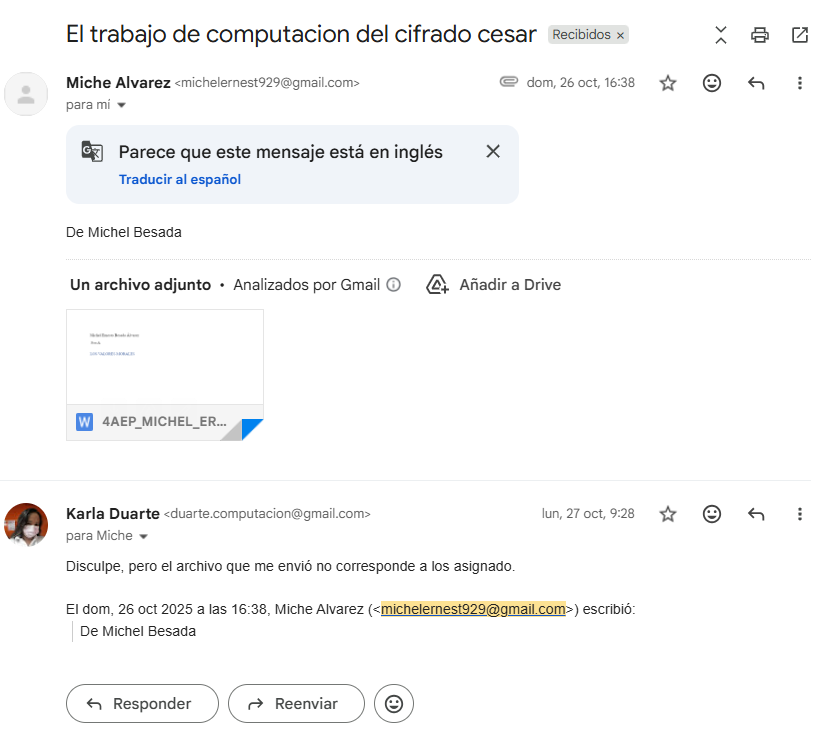 El trabajo de computacion del cifrado cesar Recibidos ×
Miche Alvarez <michelernest929@gmail.com> dom, 26 oct, 16:38
para mí
Parece que este mensaje está en inglés
Traducir al español
De Michel Besada
Un archivo adjunto • Analizados por Gmail Añadir a Drive
W 4AEP_MICHEL_ER...
Karla Duarte <duarte.computacion@gmail.com> lun, 27 oct, 9:28
para Miche
Disculpe, pero el archivo que me envió no corresponde a los asignado.
El dom, 26 oct 2025 a las 16:38, Miche Alvarez (<michelernest929@gmail.com>) escribió:
De Michel Besada
Responder Reenviar